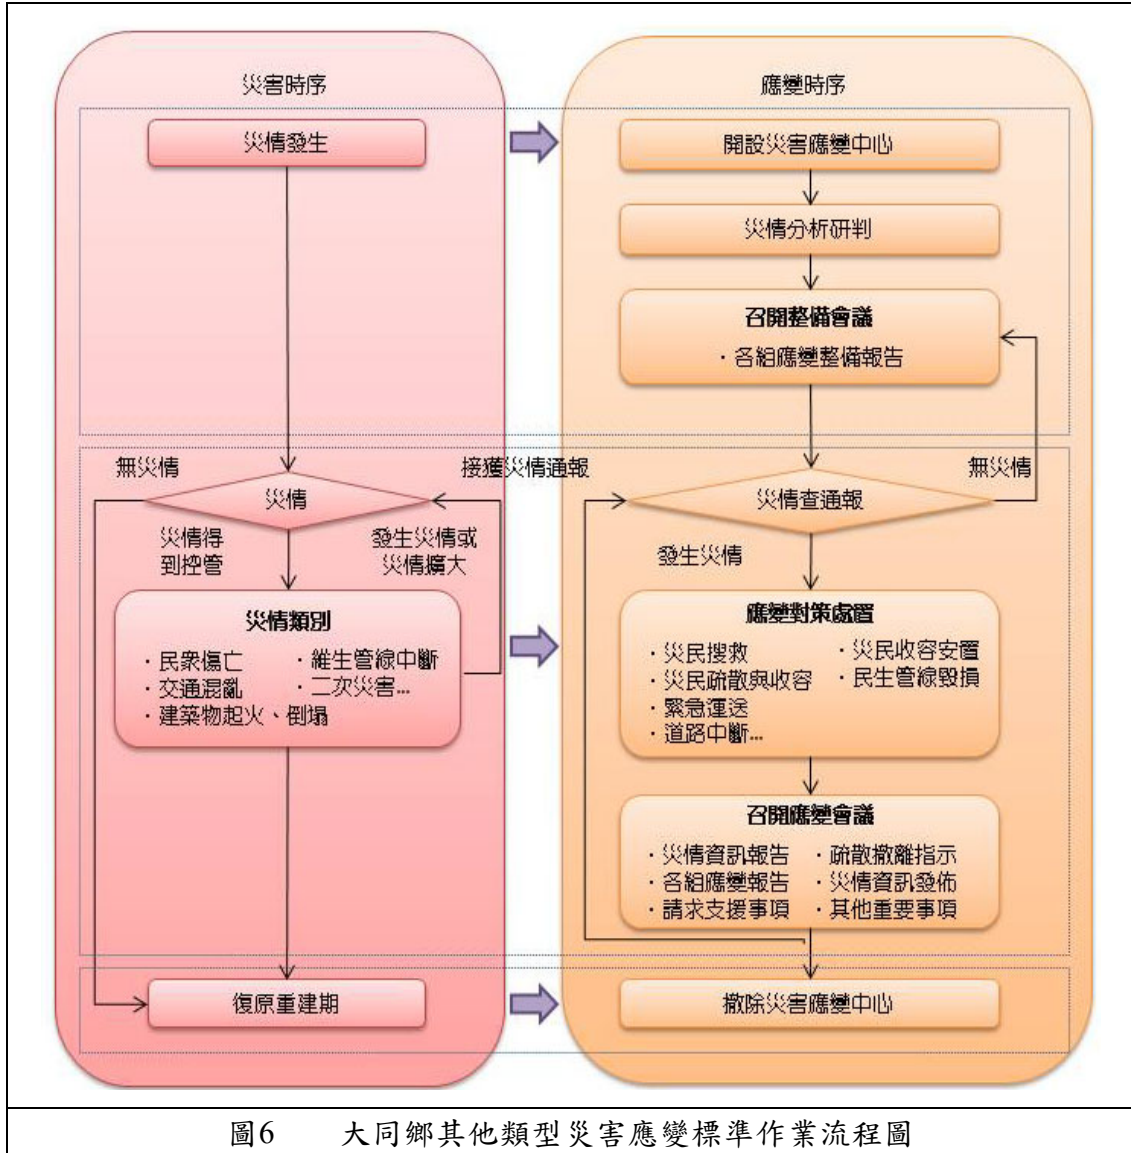 災害時序
災情發生
無災情
接獲災情通報
災情
災情得
到控管
發生災情或
災情擴大
災情類別
・民眾傷亡
・維生管線中斷
・交通混亂
・二次災害...
・建築物起火、倒塌
復原重建期
應變時序
開設災害應變中心
災情分析研判
召開整備會議
・各組應變整備報告
無災情
災情查通報
發生災情
應變對策處置
・災民搜救
・災民收容安置
・災民疏散與收容
・民生管線毀損
・緊急運送
・道路中斷...
召開應變會議
・災情資訊報告
・疏散撤離指示
・各組應變報告
・災情資訊發佈
・請求支援事項
・其他重要事項
撤除災害應變中心
圖6 大同鄉其他類型災害應變標準作業流程圖